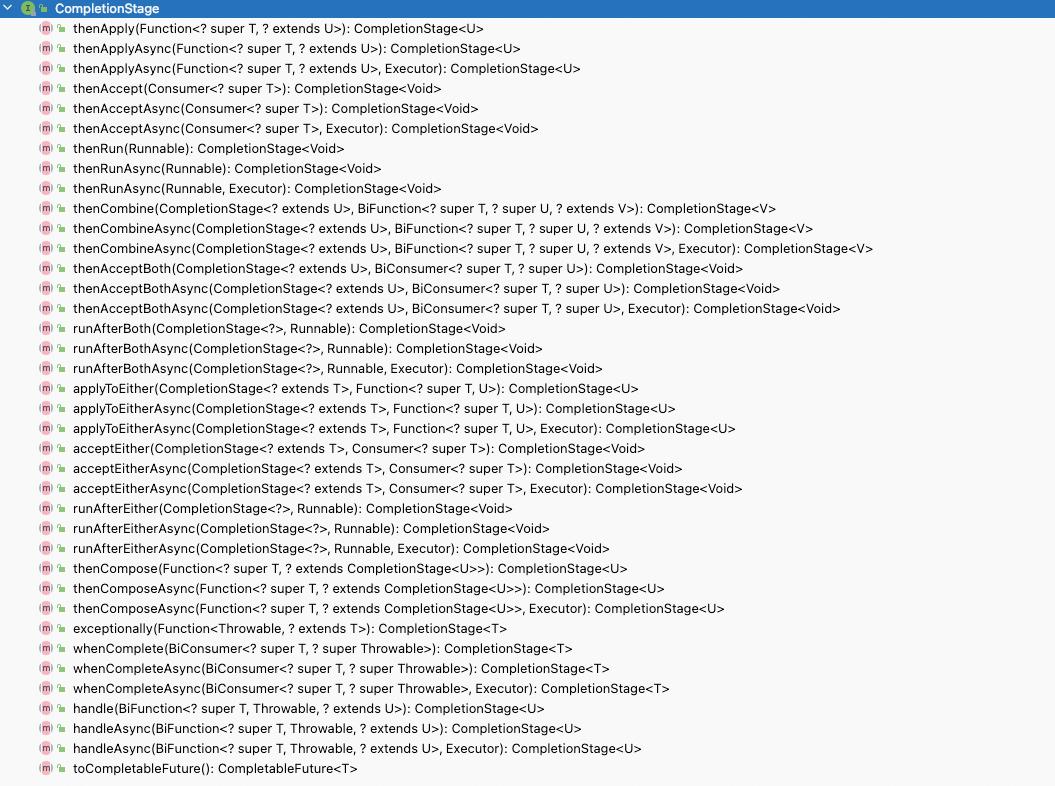 CompletionStage
thenApply(Function<? super T, ? extends U>): CompletionStage<U>
thenApplyAsync(Function<? super T, ? extends U>): CompletionStage<U>
thenApplyAsync(Function<? super T, ? extends U>, Executor): CompletionStage<U>
thenAccept(Consumer<? super T>): CompletionStage<Void>
thenAcceptAsync(Consumer<? super T>): CompletionStage<Void>
thenAcceptAsync(Consumer<? super T>, Executor): CompletionStage<Void>
thenRun(Runnable): CompletionStage<Void>
thenRunAsync(Runnable): CompletionStage<Void>
thenRunAsync(Runnable, Executor): CompletionStage<Void>
thenCombine(CompletionStage<? extends U>, BiFunction<? super T, ? super U, ? extends V>): CompletionStage<V>
thenCombineAsync(CompletionStage<? extends U>, BiFunction<? super T, ? super U, ? extends V>): CompletionStage<V>
thenCombineAsync(CompletionStage<? extends U>, BiFunction<? super T, ? super U, ? extends V>, Executor): CompletionStage<V>
thenAcceptBoth(CompletionStage<? extends U>, BiConsumer<? super T, ? super U>): CompletionStage<Void>
thenAcceptBothAsync(CompletionStage<? extends U>, BiConsumer<? super T, ? super U>): CompletionStage<Void>
thenAcceptBothAsync(CompletionStage<? extends U>, BiConsumer<? super T, ? super U>, Executor): CompletionStage<Void>
runAfterBoth(CompletionStage<?>, Runnable): CompletionStage<Void>
runAfterBothAsync(CompletionStage<?>, Runnable): CompletionStage<Void>
runAfterBothAsync(CompletionStage<?>, Runnable, Executor): CompletionStage<Void>
applyToEither(CompletionStage<? extends T>, Function<? super T, U>): CompletionStage<U>
applyToEitherAsync(CompletionStage<? extends T>, Function<? super T, U>): CompletionStage<U>
applyToEitherAsync(CompletionStage<? extends T>, Function<? super T, U>, Executor): CompletionStage<U>
acceptEither(CompletionStage<? extends T>, Consumer<? super T>): CompletionStage<Void>
acceptEitherAsync(CompletionStage<? extends T>, Consumer<? super T>): CompletionStage<Void>
acceptEitherAsync(CompletionStage<? extends T>, Consumer<? super T>, Executor): CompletionStage<Void>
runAfterEither(CompletionStage<?>, Runnable): CompletionStage<Void>
runAfterEitherAsync(CompletionStage<?>, Runnable): CompletionStage<Void>
runAfterEitherAsync(CompletionStage<?>, Runnable, Executor): CompletionStage<Void>
thenCompose(Function<? super T, ? extends CompletionStage<U>>): CompletionStage<U>
thenComposeAsync(Function<? super T, ? extends CompletionStage<U>>): CompletionStage<U>
thenComposeAsync(Function<? super T, ? extends CompletionStage<U>>, Executor): CompletionStage<U>
exceptionally(Function<Throwable, ? extends T>): CompletionStage<T>
whenComplete(BiConsumer<? super T, ? super Throwable>): CompletionStage<T>
whenCompleteAsync(BiConsumer<? super T, ? super Throwable>): CompletionStage<T>
whenCompleteAsync(BiConsumer<? super T, ? super Throwable>, Executor): CompletionStage<T>
handle(BiFunction<? super T, Throwable, ? extends U>): CompletionStage<U>
handleAsync(BiFunction<? super T, Throwable, ? extends U>): CompletionStage<U>
handleAsync(BiFunction<? super T, Throwable, ? extends U>, Executor): CompletionStage<U>
toCompletableFuture(): CompletableFuture<T>